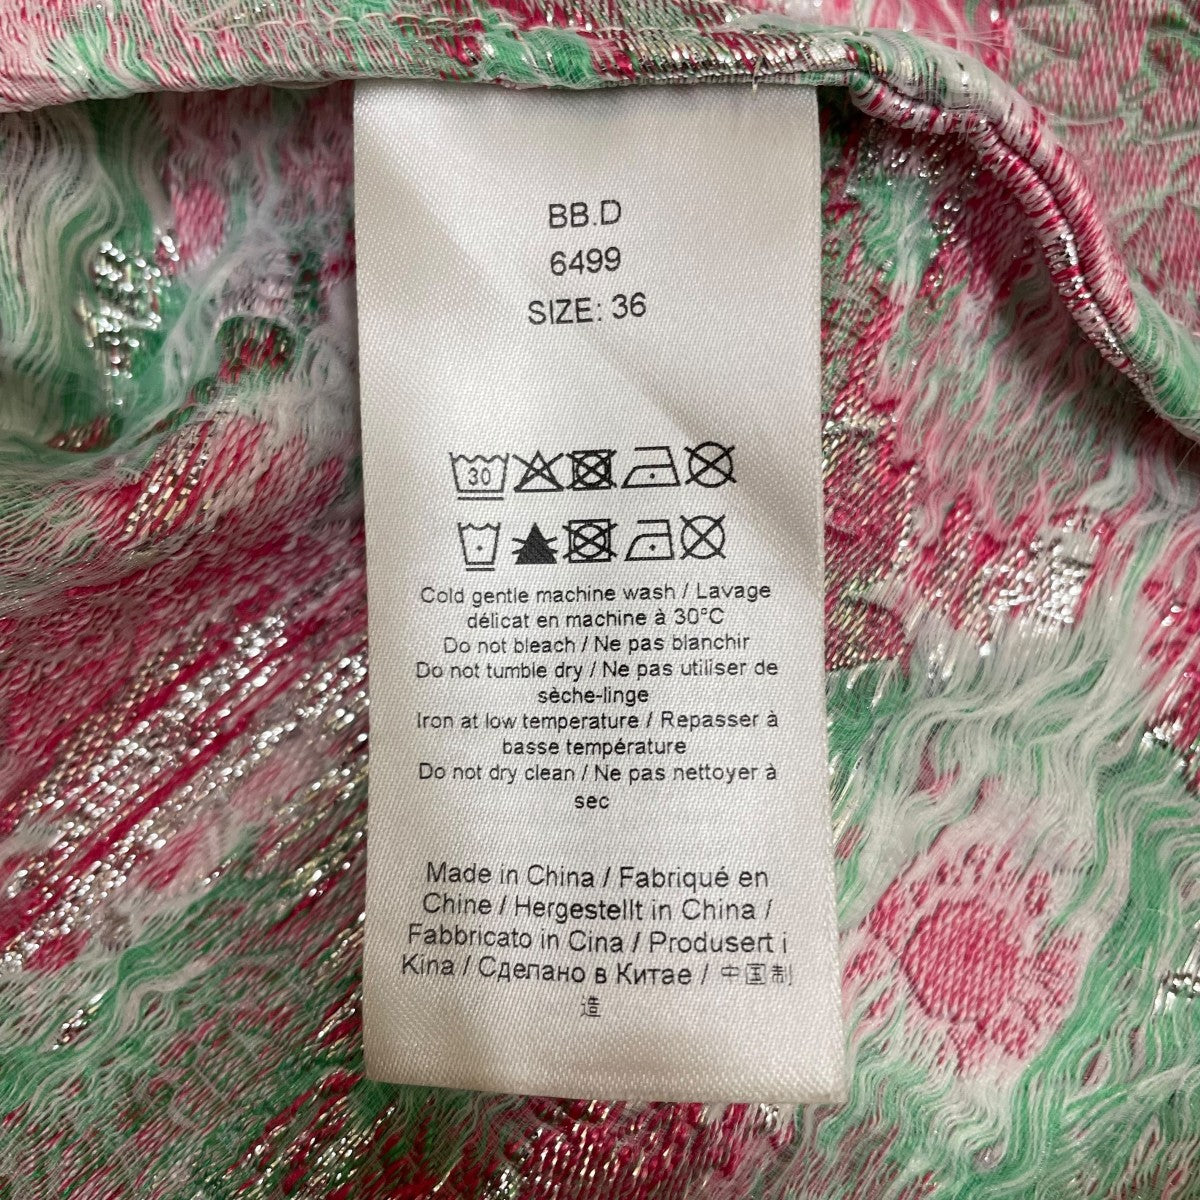 BB.D
6499
SIZE: 36
30
Cold gentle machine wash / Lavage
délicat en machine à 30°C
Do not bleach / Ne pas blanchir
Do not tumble dry / Ne pas utiliser de
sèche-linge
Iron at low temperature / Repasser à
basse température
Do not dry clean / Ne pas nettoyer à
sec
Made in China / Fabriqué en
Chine / Hergestellt in China /
Fabbricato in Cina / Produsert i
Kina / Сделано в Китае / 中国制
造